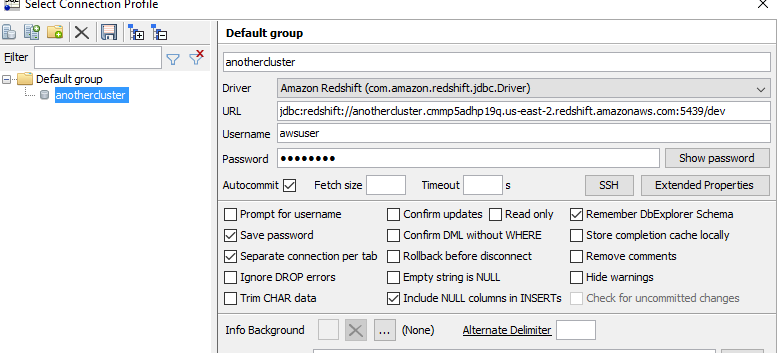 Select Connection Profile
Filter
Default group
anothercluster
Default group
anothercluster
Driver Amazon Redshift (com.amazon.redshift.jdbc.Driver)
URL jdbc:redshift://anothercluster.cmmp5adhp19q.us-east-2.redshift.amazonaws.com:5439/dev
Username awsuser
Password ●●●●●●●● Show password
Autocommit Fetch size Timeout s SSH Extended Properties
Prompt for username Confirm updates Read only Remember DbExplorer Schema
Save password Confirm DML without WHERE Store completion cache locally
Separate connection per tab Rollback before disconnect Remove comments
Ignore DROP errors Empty string is NULL Hide warnings
Trim CHAR data Include NULL columns in INSERTs Check for uncommitted changes
Info Background ... (None) Alternate Delimiter